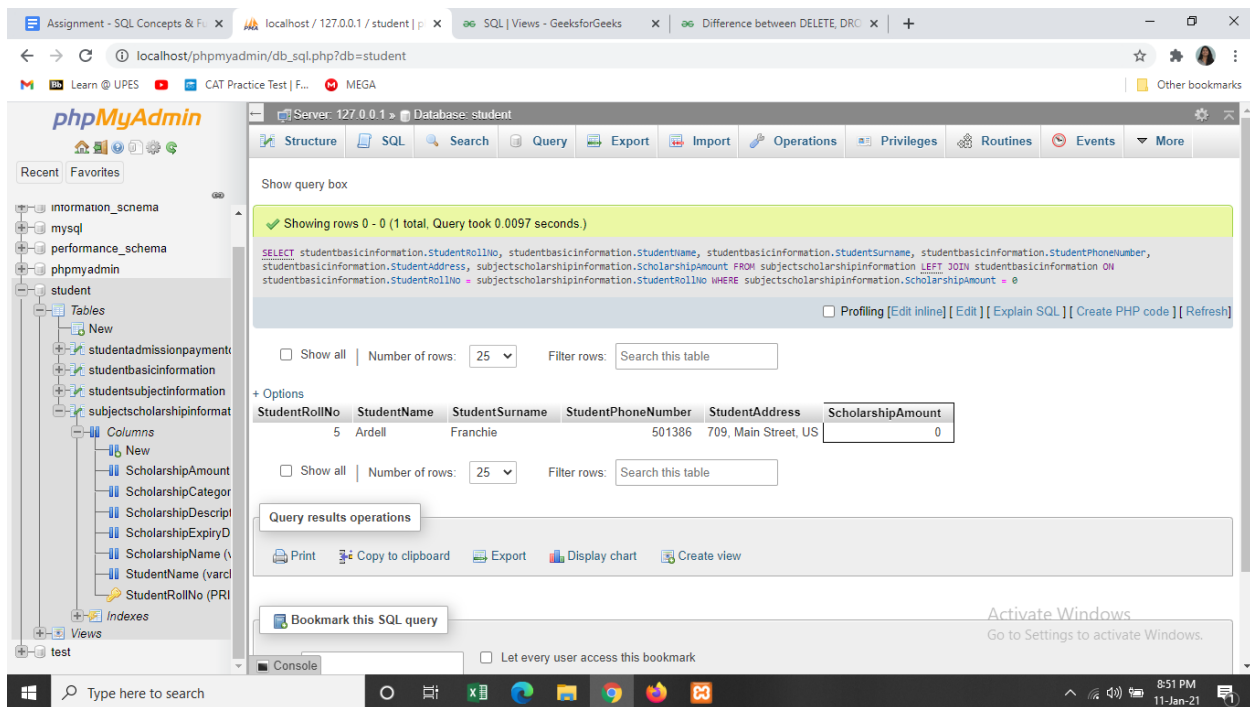 Assignment - SQL Concepts & Fu
localhost / 127.0.0.1 / student | p
SQL | Views - GeeksforGeeks
Difference between DELETE, DRO
localhost/phpmyadmin/db_sql.php?db=student
Bb Learn @ UPES
CAT Practice Test | F...
MEGA
Other bookmarks
phpMyAdmin
Recent Favorites
information_schema
mysql
performance_schema
phpmyadmin
student
Tables
New
studentadmissionpayment
studentbasicinformation
studentsubjectinformation
subjectscholarshipinformat
Columns
New
ScholarshipAmount
ScholarshipCategor
ScholarshipDescript
ScholarshipExpiryD
ScholarshipName (v
StudentName (varcl
StudentRollNo (PRI
Indexes
Views
test
Server: 127.0.0.1 » Database: student
Structure SQL Search Query Export Import Operations Privileges Routines Events More
Show query box
Showing rows 0 - 0 (1 total, Query took 0.0097 seconds.)
SELECT studentbasicinformation.StudentRollNo, studentbasicinformation.StudentName, studentbasicinformation.StudentSurname, studentbasicinformation.StudentPhoneNumber,
studentbasicinformation.StudentAddress, subjectscholarshipinformation.ScholarshipAmount FROM subjectscholarshipinformation LEFT JOIN studentbasicinformation ON
studentbasicinformation.StudentRollNo = subjectscholarshipinformation.StudentRollNo WHERE subjectscholarshipinformation.ScholarshipAmount = 0
Profiling [Edit inline] [ Edit ] [ Explain SQL ] [ Create PHP code ] [ Refresh]
Show all | Number of rows: 25 Filter rows: Search this table
+ Options
StudentRollNo StudentName StudentSurname StudentPhoneNumber StudentAddress ScholarshipAmount
5 Ardell Franchie 501386 709, Main Street, US 0
Show all | Number of rows: 25 Filter rows: Search this table
Query results operations
Print Copy to clipboard Export Display chart Create view
Bookmark this SQL query
Let every user access this bookmark
Console
Activate Windows
Go to Settings to activate Windows.
Type here to search
8:51 PM
11-Jan-21